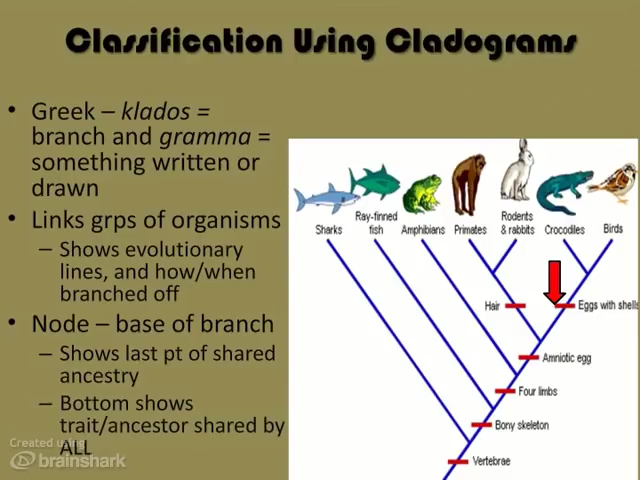 Classification Using Cladograms
• Greek – klados =
branch and gramma =
something written or
drawn
• Links grps of organisms
– Shows evolutionary
lines, and how/when
branched off
• Node – base of branch
– Shows last pt of shared
ancestry
– Bottom shows
trait/ancestor shared by
ALL
Created using
brainshark
Sharks
Ray-finned
fish
Amphibians
Primates
Rodents
& rabbits
Crocodiles
Birds
Hair
Eggs with shells
Amniotic egg
Four limbs
Bony skeleton
Vertebrae